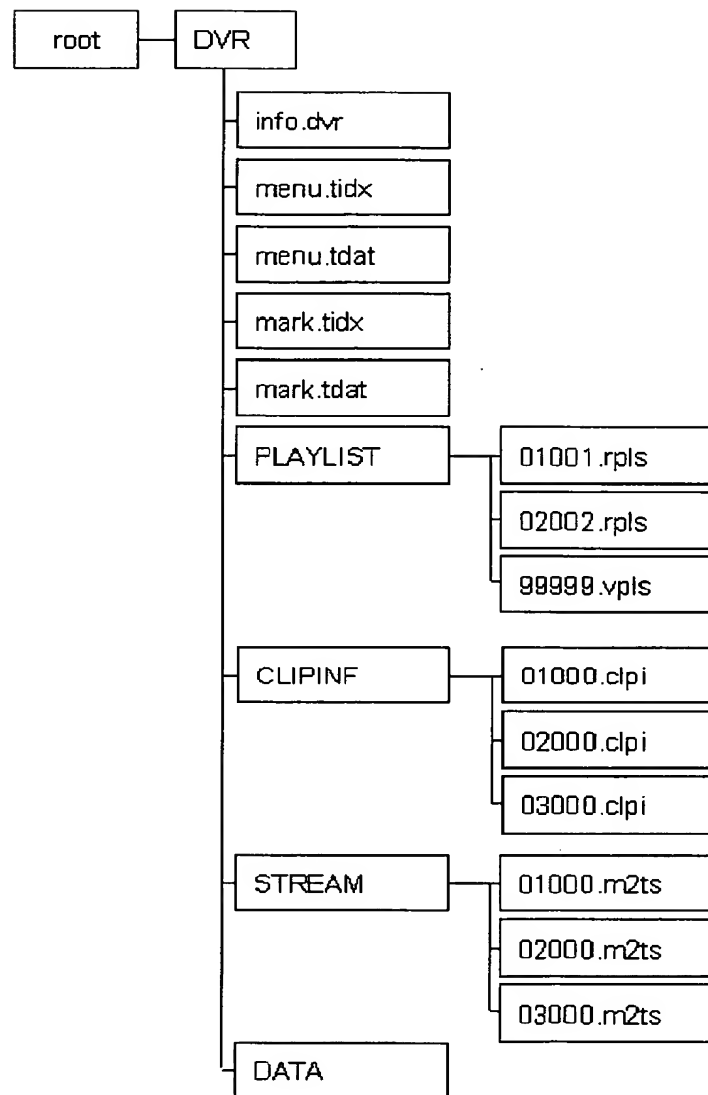 root
DVR
info.dvr
menu.tidx
menu.tdat
mark.tidx
mark.tdat
PLAYLIST
01001.rpls
02002.rpls
99999.vpls
CLIPINF
01000.clpi
02000.clpi
03000.clpi
STREAM
01000.m2ts
02000.m2ts
03000.m2ts
DATA